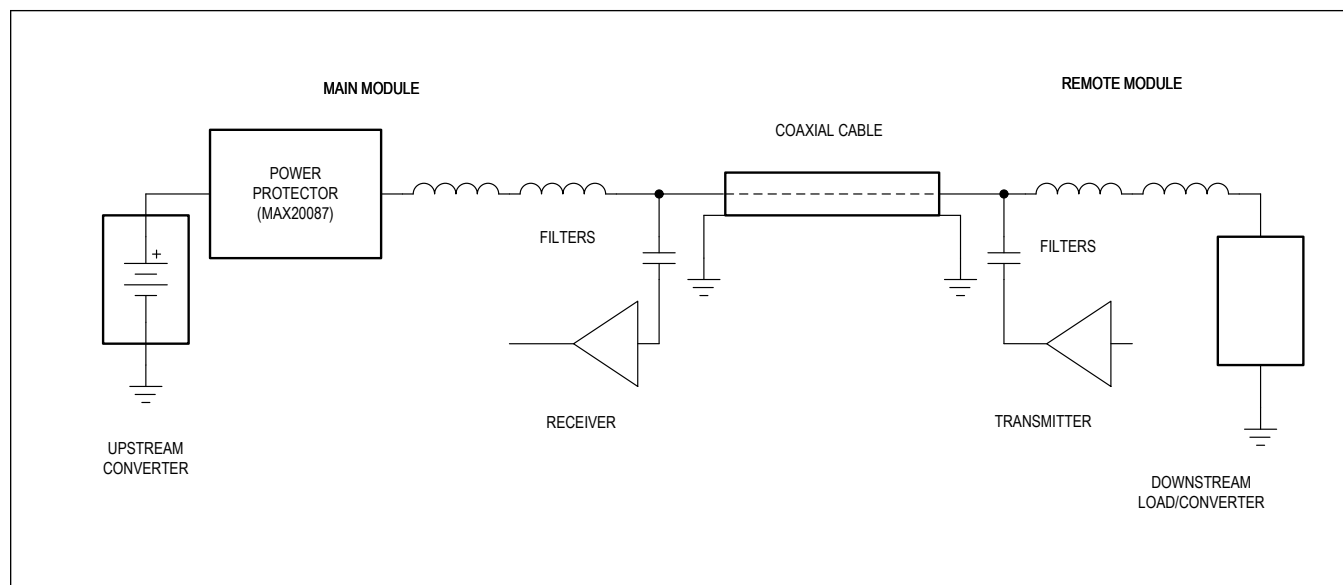 MAIN MODULE
REMOTE MODULE
COAXIAL CABLE
POWER
PROTECTOR
(MAX20087)
+
FILTERS
FILTERS
RECEIVER
TRANSMITTER
UPSTREAM
CONVERTER
DOWNSTREAM
LOAD/CONVERTER